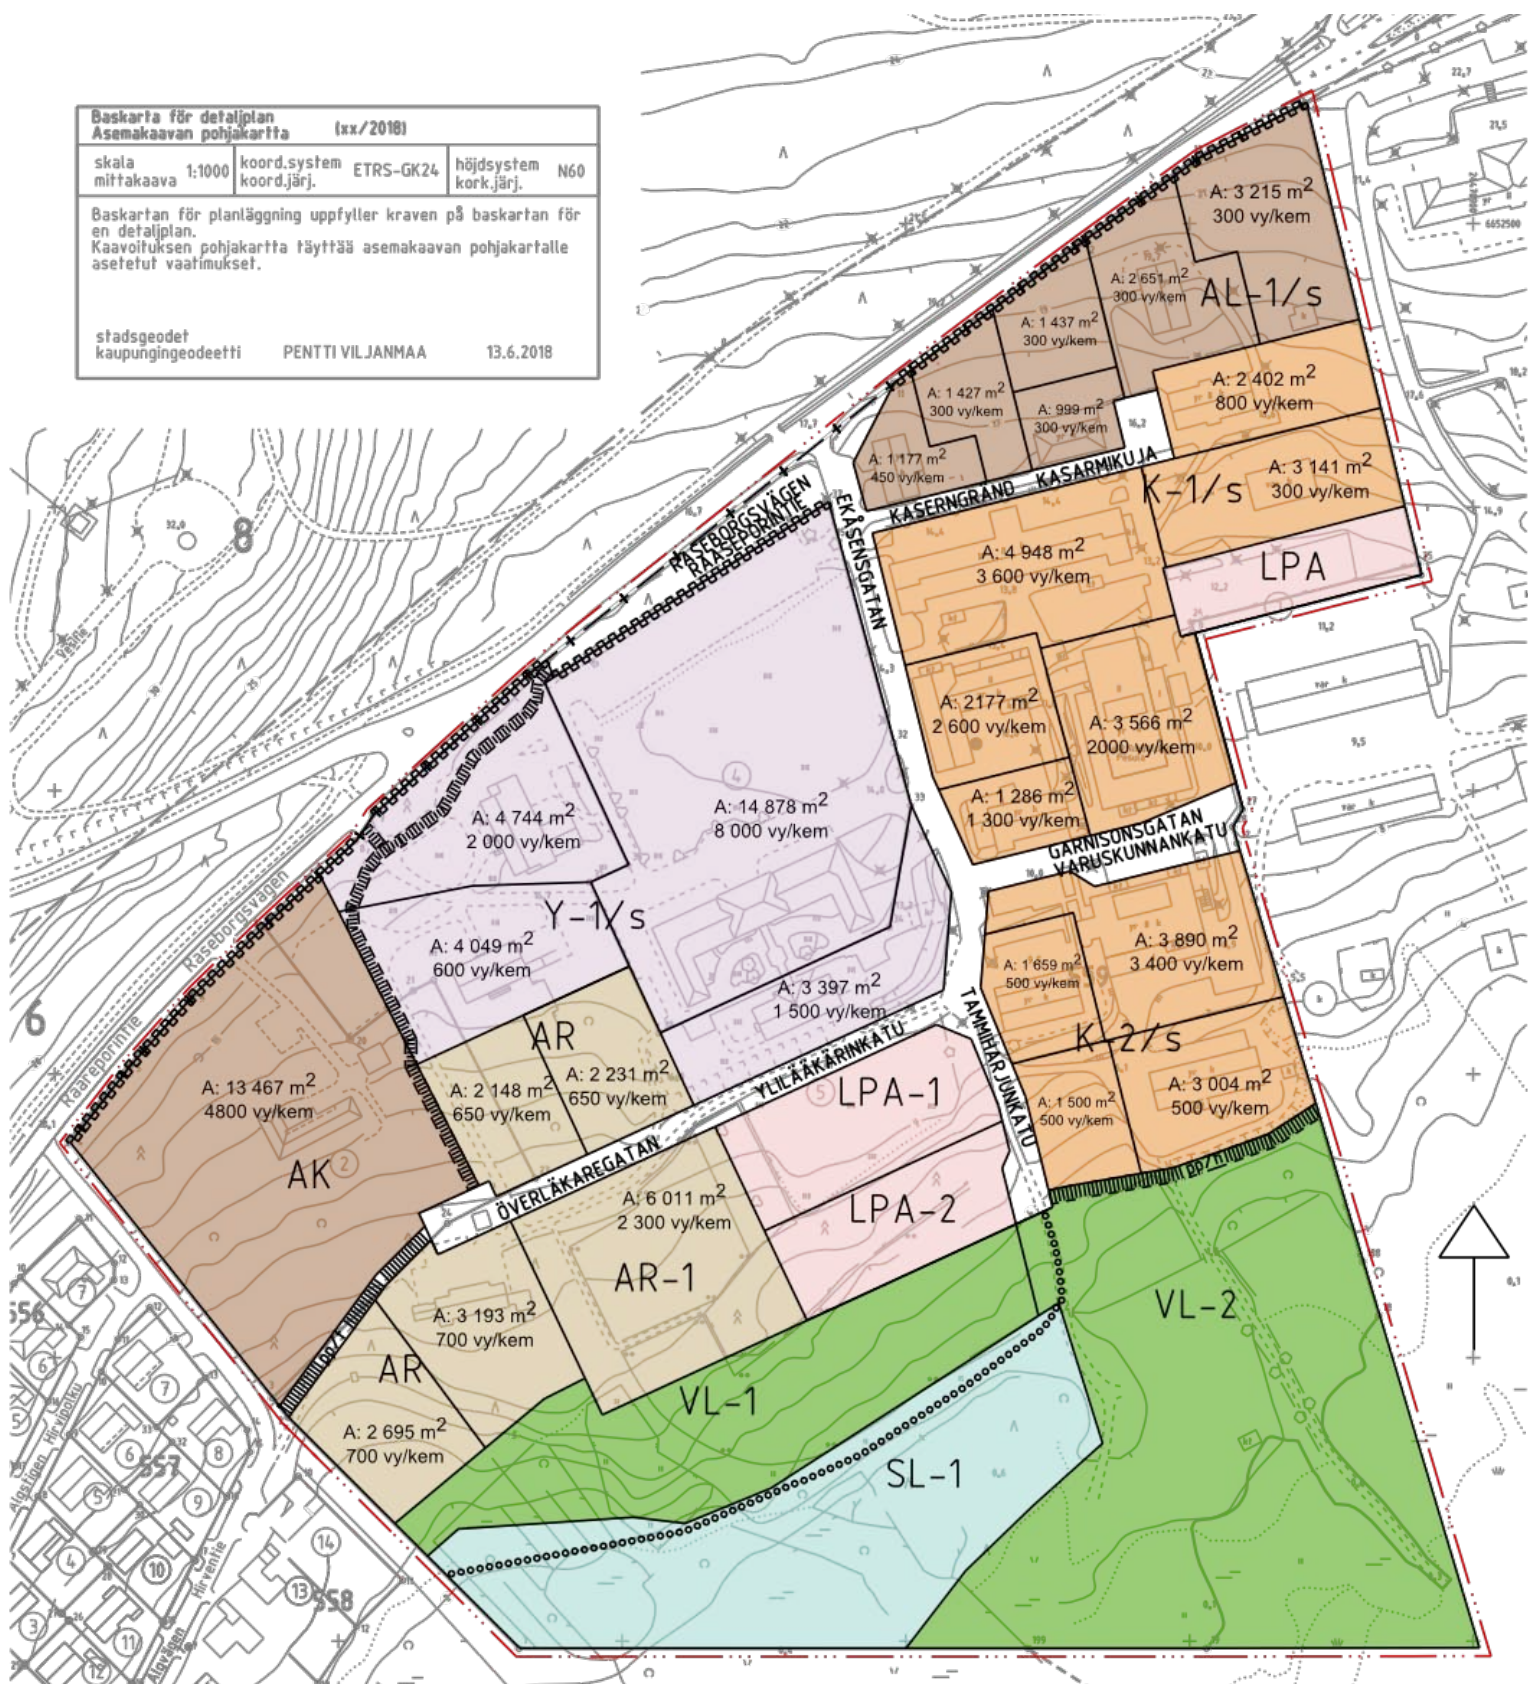 Baskarta för detaljplan
Asemakaavan pohjakartta (xx/2018)
skala
mittakaava 1:1000
koord.system
koord.järj. ETRS-GK24
höjdsystem
kork.järj. N60
Baskartan för planläggning uppfyller kraven på baskartan för
en detaljplan.
Kaavoituksen pohjakartta täyttää asemakaavan pohjakartalle
asetetut vaatimukset.
stadsgeodet
kaupungingeodeetti PENTTI VILJANMAA 13.6.2018
A: 3 215 m2
300 vy/kem
A: 2 651 m2
300 vy/kem
AL-1/s
A: 1 437 m2
300 vy/kem
A: 1 427 m2
300 vy/kem
A: 999 m2
300 vy/kem
A: 1 177 m2
450 vy/kem
A: 2 402 m2
800 vy/kem
KASERNGRÄND KASARMIKUJA
K-1/s
A: 3 141 m2
300 vy/kem
RASEBORGSVÄGEN
RAASEPORINTIE
EKÅSENSGATAN
A: 4 948 m2
3 600 vy/kem
LPA
A: 2177 m2
2 600 vy/kem
A: 3 566 m2
2000 vy/kem
A: 1 286 m2
1 300 vy/kem
GARNISONSGATAN
VARUSKUNNANKATU
A: 4 744 m2
2 000 vy/kem
A: 14 878 m2
8 000 vy/kem
Y-1/s
A: 4 049 m2
600 vy/kem
A: 3 397 m2
1 500 vy/kem
Raseborgsvägen
Raaseporintie
A: 3 890 m2
3 400 vy/kem
A: 1 659 m2
500 vy/kem
K-2/s
A: 3 004 m2
500 vy/kem
A: 1 500 m2
500 vy/kem
TAMMIHARJUNKATU
YLILÄÄKÄRINKATU
ÖVERLÄKAREGATAN
AR
A: 2 148 m2
650 vy/kem
A: 2 231 m2
650 vy/kem
A: 13 467 m2
4800 vy/kem
AK
LPA-1
LPA-2
A: 6 011 m2
2 300 vy/kem
AR-1
A: 3 193 m2
700 vy/kem
AR
A: 2 695 m2
700 vy/kem
pp/t
pp/h
VL-1
VL-2
SL-1
Älgstigen Hirvipolku
Hirventie
Älgvägen
556
557
558
6
8